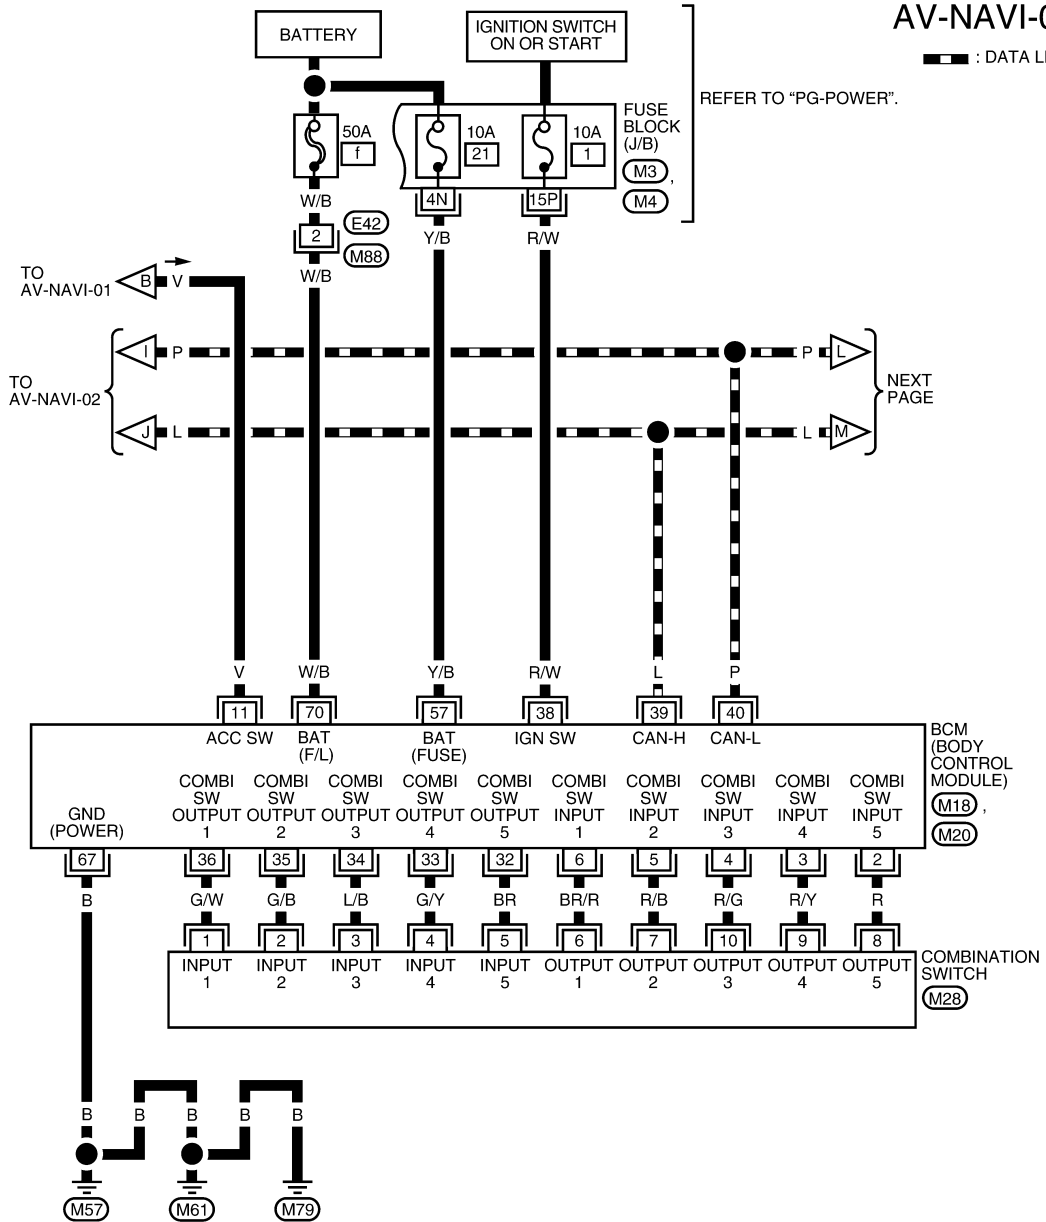 AV-NAVI-0
: DATA LI
BATTERY
IGNITION SWITCH
ON OR START
REFER TO “PG-POWER”.
50A
f
10A
21
10A
1
FUSE
BLOCK
(J/B)
M3 ,
M4
4N
15P
W/B
2
E42
M88
W/B
Y/B
R/W
TO
AV-NAVI-01
B
V
TO
AV-NAVI-02
I
P
P
L
J
L
L
M
NEXT
PAGE
V
W/B
Y/B
R/W
L
P
11
70
57
38
39
40
ACC SW
BAT
(F/L)
BAT
(FUSE)
IGN SW
CAN-H
CAN-L
BCM
(BODY
CONTROL
MODULE)
M18 ,
M20
GND
(POWER)
COMBI
SW
OUTPUT
1
COMBI
SW
OUTPUT
2
COMBI
SW
OUTPUT
3
COMBI
SW
OUTPUT
4
COMBI
SW
OUTPUT
5
COMBI
SW
INPUT
1
COMBI
SW
INPUT
2
COMBI
SW
INPUT
3
COMBI
SW
INPUT
4
COMBI
SW
INPUT
5
67
36
35
34
33
32
6
5
4
3
2
B
G/W
G/B
L/B
G/Y
BR
BR/R
R/B
R/G
R/Y
R
1
2
3
4
5
6
7
10
9
8
INPUT
1
INPUT
2
INPUT
3
INPUT
4
INPUT
5
OUTPUT
1
OUTPUT
2
OUTPUT
3
OUTPUT
4
OUTPUT
5
COMBINATION
SWITCH
M28
B
B
B
B
B
M57
M61
M79